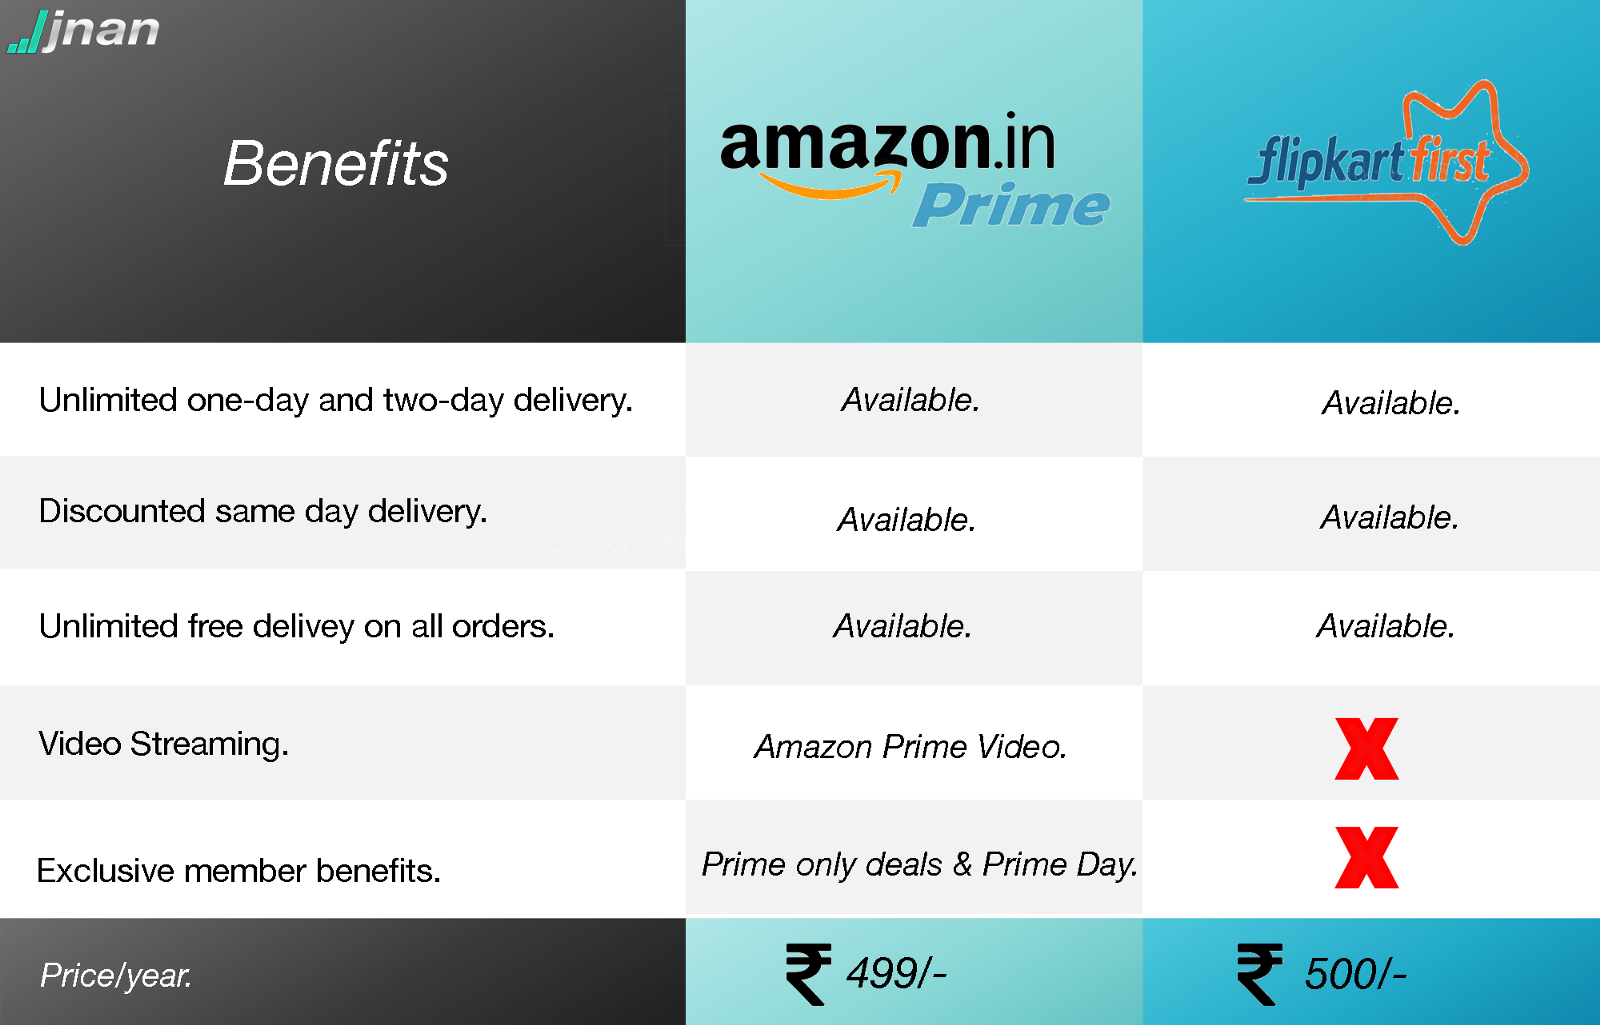 jnan
Benefits
amazon.in
Prime
flipkart first
Unlimited one-day and two-day delivery.
Available.
Available.
Discounted same day delivery.
Available.
Available.
Unlimited free delivey on all orders.
Available.
Available.
Video Streaming.
Amazon Prime Video.
X
Exclusive member benefits.
Prime only deals & Prime Day.
X
Price/year.
₹ 499/-
₹ 500/-